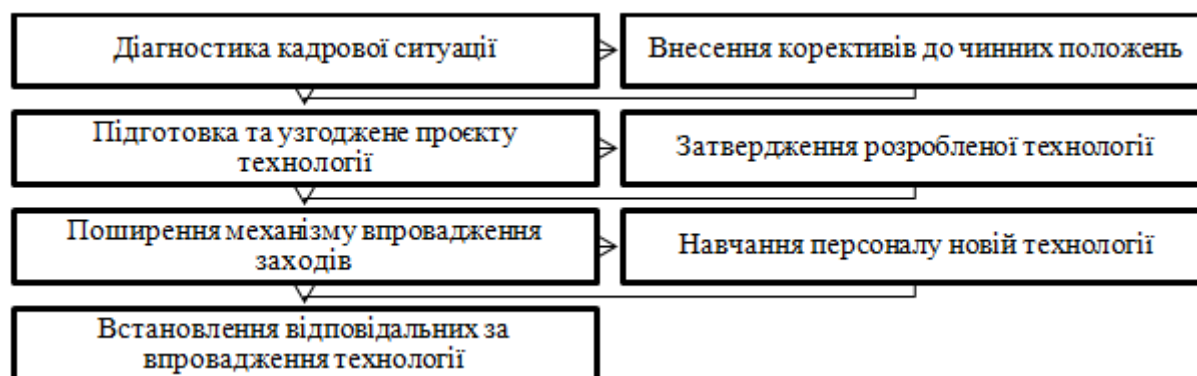 Діагностика кадрової ситуації
Внесення корективів до чинних положень
Підготовка та узгоджене проєкту
технології
Затвердження розробленої технології
Поширення механізму впровадження
заходів
Навчання персоналу новій технології
Встановлення відповідальних за
впровадження технології